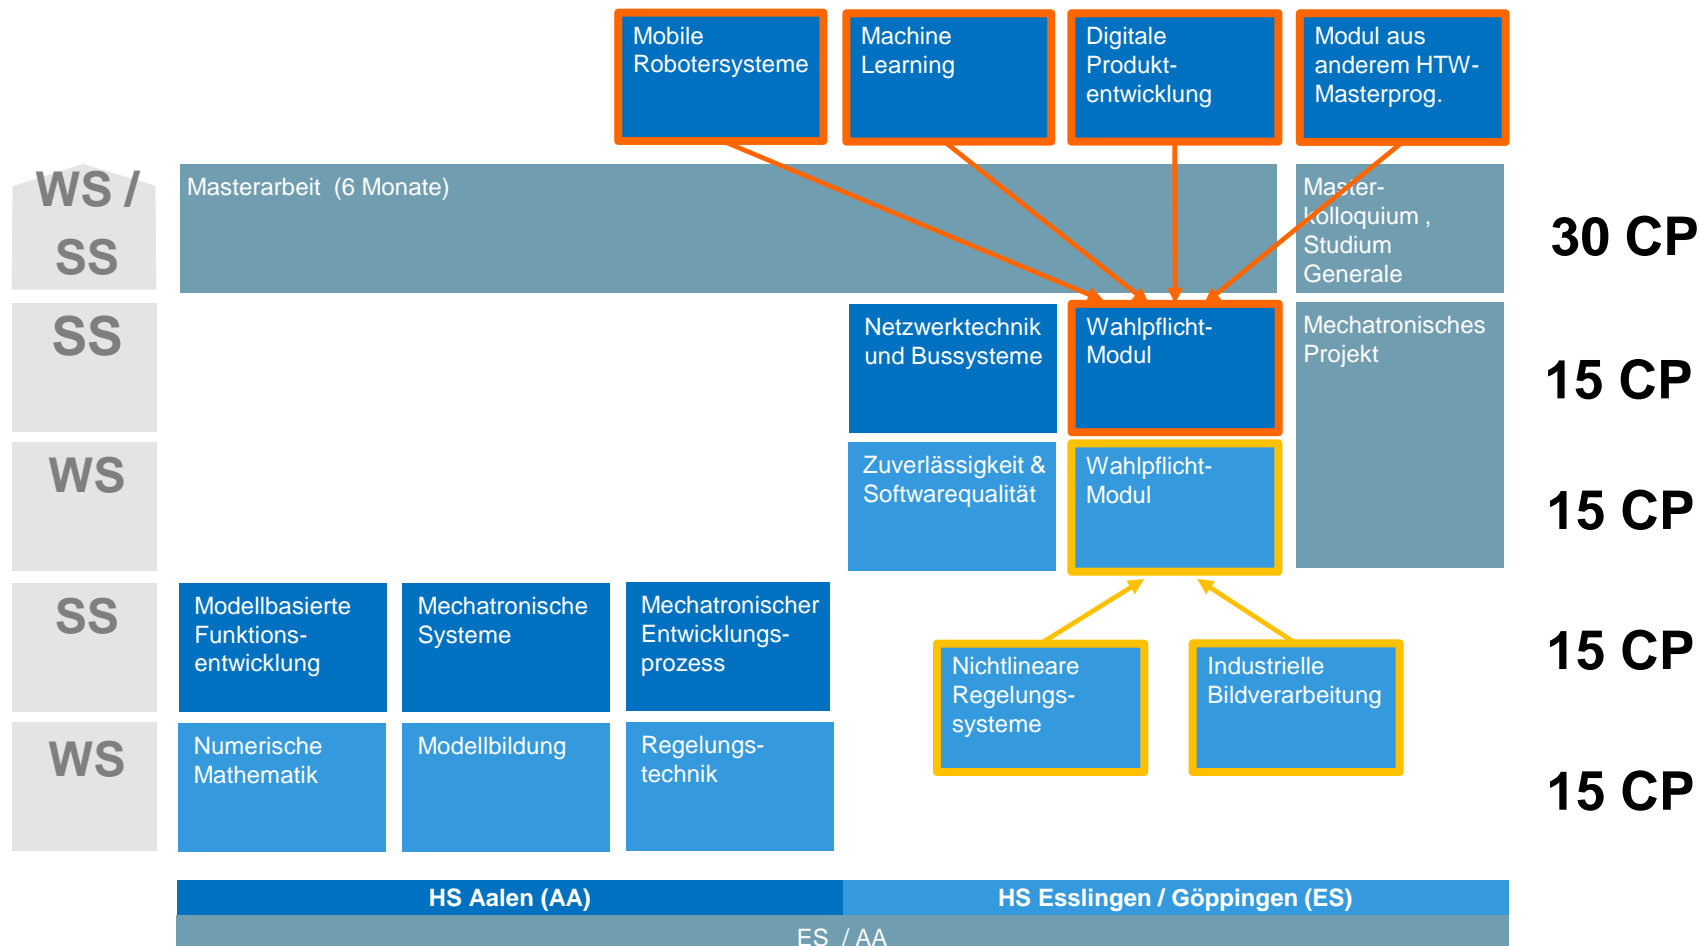 Mobile
Robotersysteme
Machine
Learning
Digitale
Produkt-
entwicklung
Modul aus
anderem HTW-
Masterprog.
WS /
SS
Masterarbeit (6 Monate)
Master-
kolloquium ,
Studium
Generale
30 CP
SS
Netzwerktechnik
und Bussysteme
Wahlpflicht-
Modul
Mechatronisches
Projekt
15 CP
WS
Zuverlässigkeit &
Softwarequalität
Wahlpflicht-
Modul
15 CP
SS
Modellbasierte
Funktions-
entwicklung
Mechatronische
Systeme
Mechatronischer
Entwicklungs-
prozess
Nichtlineare
Regelungs-
systeme
Industrielle
Bildverarbeitung
15 CP
WS
Numerische
Mathematik
Modellbildung
Regelungs-
technik
15 CP
HS Aalen (AA)
HS Esslingen / Göppingen (ES)
ES / AA